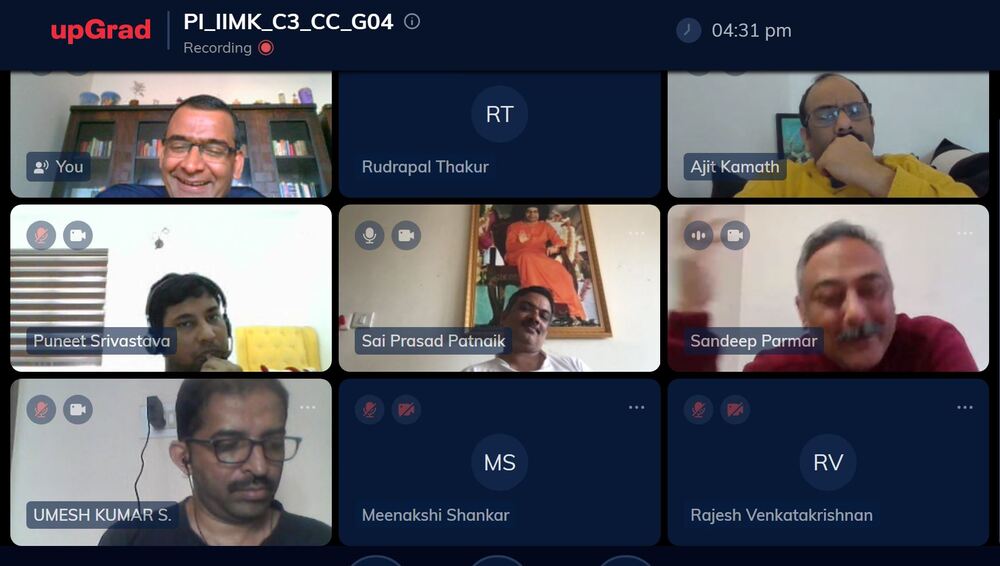 upGrad
PI_IIMK_C3_CC_G04
Recording
04:31 pm
You
RT
Rudrapal Thakur
Ajit Kamath
Puneet Srivastava
Sai Prasad Patnaik
Sandeep Parmar
UMESH KUMAR S.
MS
Meenakshi Shankar
RV
Rajesh Venkatakrishnan